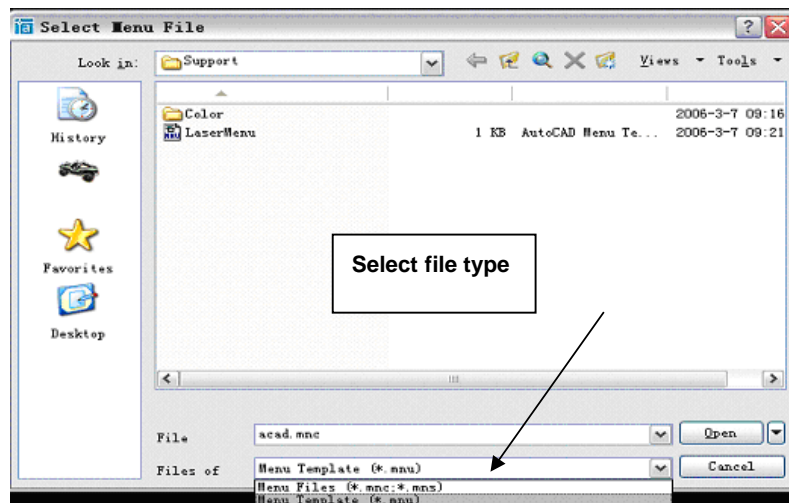 Select Menu File
Look in: Support Views Tools
Color 2006-3-7 09:16
LaserMenu 1 KB AutoCAD Menu Te... 2006-3-7 09:21
History
Select file type
Favorites
Desktop
File acad.mnc Open
Files of Menu Template (*.mnu) Cancel
Menu Files (*.mnc;*.mns)
Menu Template (*.mnu)